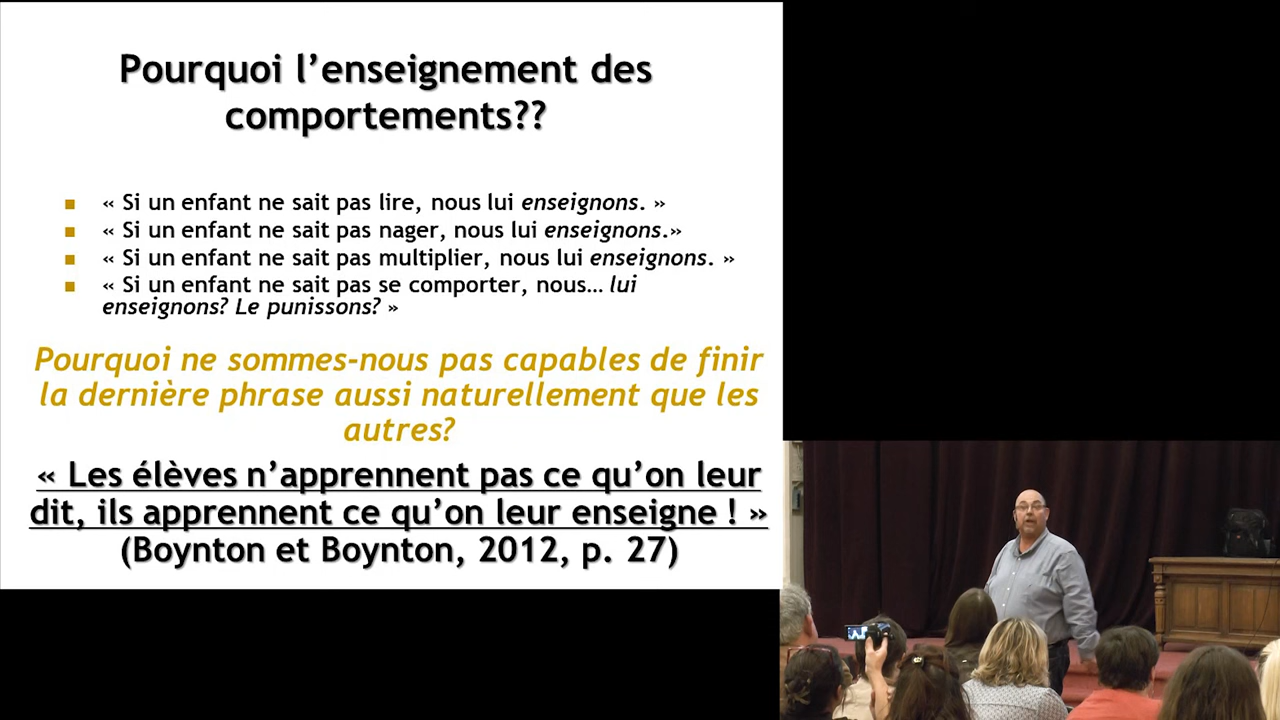 Pourquoi l’enseignement des
comportements??
« Si un enfant ne sait pas lire, nous lui enseignons. »
« Si un enfant ne sait pas nager, nous lui enseignons.»
« Si un enfant ne sait pas multiplier, nous lui enseignons. »
« Si un enfant ne sait pas se comporter, nous… lui
enseignons? Le punissons? »
Pourquoi ne sommes-nous pas capables de finir
la dernière phrase aussi naturellement que les
autres?
« Les élèves n’apprennent pas ce qu’on leur
dit, ils apprennent ce qu’on leur enseigne ! »
(Boynton et Boynton, 2012, p. 27)